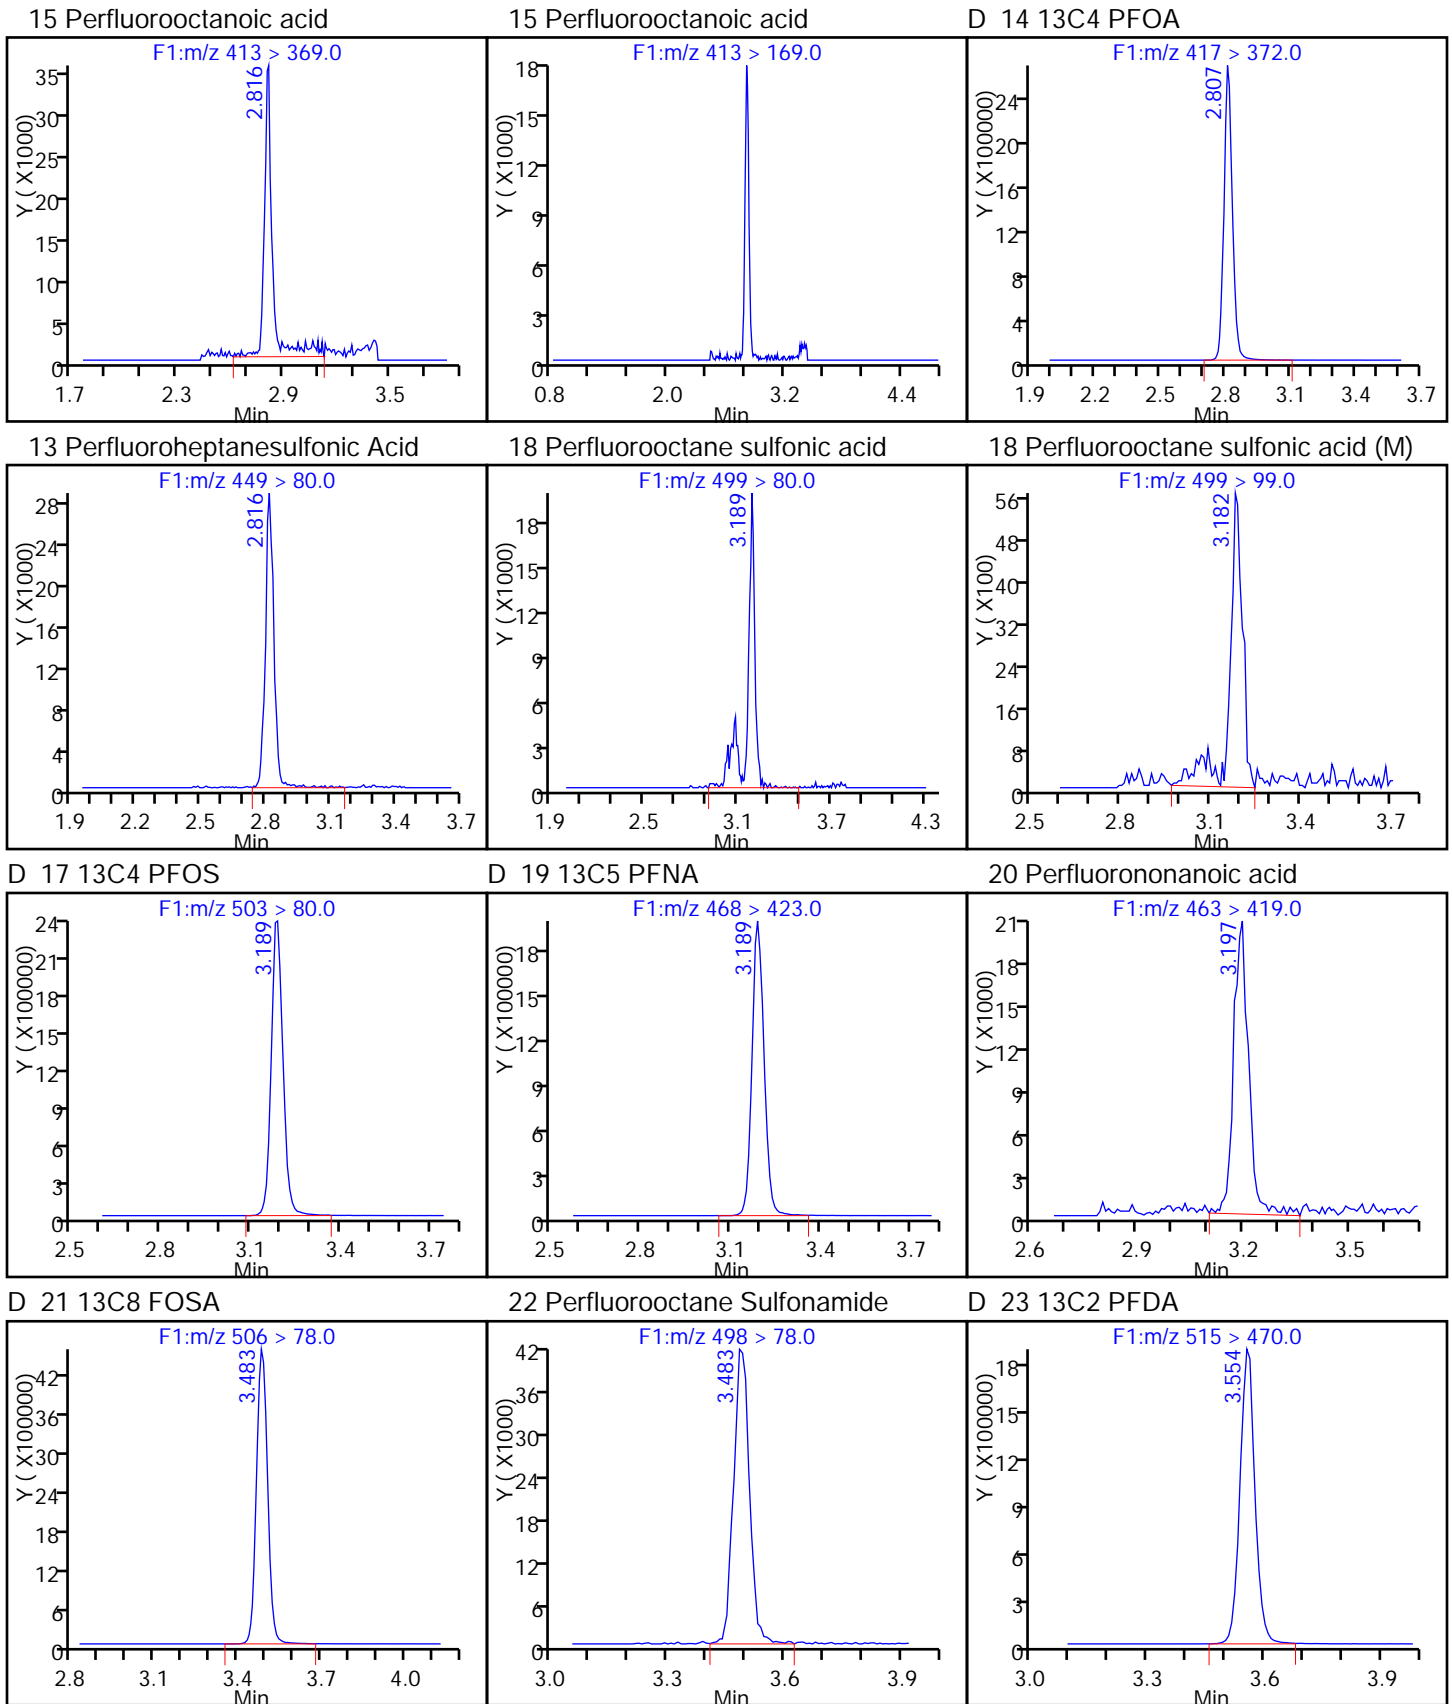 15 Perfluorooctanoic acid
F1:m/z 413 > 369.0
2.816
Y ( X1000)
35
30
25
20
15
10
5
0
1.7 2.3 2.9 3.5
Min
15 Perfluorooctanoic acid
F1:m/z 413 > 169.0
Y ( X1000)
18
15
12
9
6
3
0
0.8 2.0 3.2 4.4
Min
D 14 13C4 PFOA
F1:m/z 417 > 372.0
2.807
Y ( X100000)
24
20
16
12
8
4
0
1.9 2.2 2.5 2.8 3.1 3.4 3.7
Min
13 Perfluoroheptanesulfonic Acid
F1:m/z 449 > 80.0
2.816
Y ( X1000)
28
24
20
16
12
8
4
0
1.9 2.2 2.5 2.8 3.1 3.4 3.7
Min
18 Perfluorooctane sulfonic acid
F1:m/z 499 > 80.0
3.189
Y ( X1000)
18
15
12
9
6
3
0
1.9 2.5 3.1 3.7 4.3
Min
18 Perfluorooctane sulfonic acid (M)
F1:m/z 499 > 99.0
3.182
Y ( X100)
56
48
40
32
24
16
8
0
2.5 2.8 3.1 3.4 3.7
Min
D 17 13C4 PFOS
F1:m/z 503 > 80.0
3.189
Y ( X100000)
24
21
18
15
12
9
6
3
0
2.5 2.8 3.1 3.4 3.7
Min
D 19 13C5 PFNA
F1:m/z 468 > 423.0
3.189
Y ( X100000)
18
15
12
9
6
3
0
2.5 2.8 3.1 3.4 3.7
Min
20 Perfluorononanoic acid
F1:m/z 463 > 419.0
3.197
Y ( X1000)
21
18
15
12
9
6
3
0
2.6 2.9 3.2 3.5
Min
D 21 13C8 FOSA
F1:m/z 506 > 78.0
3.483
Y ( X100000)
42
36
30
24
18
12
6
0
2.8 3.1 3.4 3.7 4.0
Min
22 Perfluorooctane Sulfonamide
F1:m/z 498 > 78.0
3.483
Y ( X1000)
42
36
30
24
18
12
6
0
3.0 3.3 3.6 3.9
Min
D 23 13C2 PFDA
F1:m/z 515 > 470.0
3.554
Y ( X100000)
18
15
12
9
6
3
0
3.0 3.3 3.6 3.9
Min